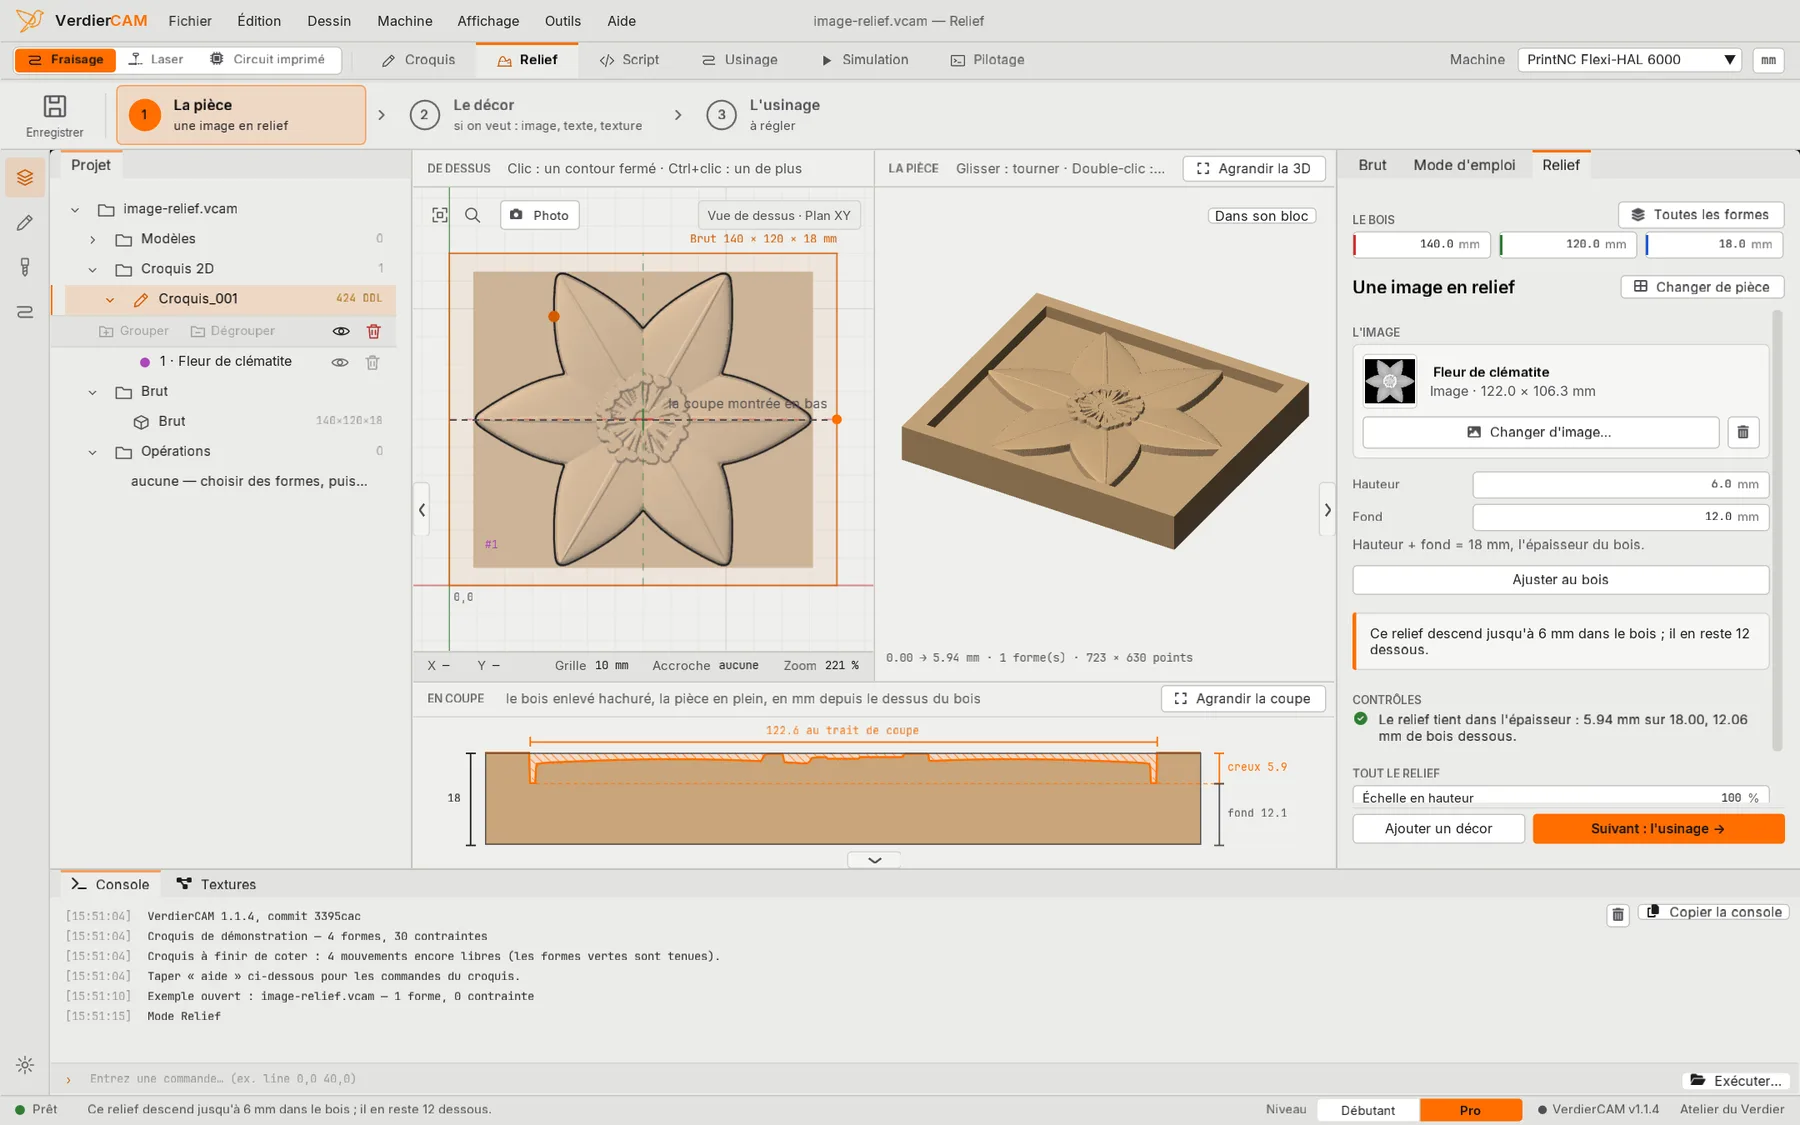 VerdierCAM Fichier Édition Dessin Machine Affichage Outils Aide image-relief.vcam — Relief
Fraisage Laser Circuit imprimé Croquis Relief Script Usinage Simulation Pilotage Machine PrintNC Flexi-HAL 6000 mm
Enregistrer
1 La pièce
une image en relief
2 Le décor
si on veut : image, texte, texture
3 L'usinage
à régler
Projet
image-relief.vcam
Modèles 0
Croquis 2D 1
Croquis_001 424 DDL
Grouper Dégrouper
1 · Fleur de clématite
Brut
Brut 140×120×18
Opérations 0
aucune — choisir des formes, puis...
DE DESSUS Clic : un contour fermé · Ctrl+clic : un de plus
Photo
Vue de dessus · Plan XY
Brut 140 × 120 × 18 mm
la coupe montrée en bas
#1
0,0
X – Y – Grille 10 mm Accroche aucune Zoom 221 %
LA PIÈCE Glisser : tourner · Double-clic :... Agrandir la 3D
Dans son bloc
0.00 → 5.94 mm · 1 forme(s) · 723 × 630 points
EN COUPE le bois enlevé hachuré, la pièce en plein, en mm depuis le dessus du bois Agrandir la coupe
122.6 au trait de coupe
18
creux 5.9
fond 12.1
Brut Mode d'emploi Relief
LE BOIS Toutes les formes
140.0 mm 120.0 mm 18.0 mm
Une image en relief Changer de pièce
L'IMAGE
Fleur de clématite
Image · 122.0 × 106.3 mm
Changer d'image...
Hauteur 6.0 mm
Fond 12.0 mm
Hauteur + fond = 18 mm, l'épaisseur du bois.
Ajuster au bois
Ce relief descend jusqu'à 6 mm dans le bois ; il en reste 12
dessous.
CONTRÔLES
Le relief tient dans l'épaisseur : 5.94 mm sur 18.00, 12.06
mm de bois dessous.
TOUT LE RELIEF
Échelle en hauteur 100 %
Ajouter un décor Suivant : l'usinage →
Console Textures
Copier la console
[15:51:04] VerdierCAM 1.1.4, commit 3395cac
[15:51:04] Croquis de démonstration — 4 formes, 30 contraintes
[15:51:04] Croquis à finir de coter : 4 mouvements encore libres (les formes vertes sont tenues).
[15:51:04] Taper « aide » ci-dessous pour les commandes du croquis.
[15:51:10] Exemple ouvert : image-relief.vcam — 1 forme, 0 contrainte
[15:51:15] Mode Relief
› Entrez une commande… (ex. line 0,0 40,0) Exécuter...
Prêt Ce relief descend jusqu'à 6 mm dans le bois ; il en reste 12 dessous. Niveau Débutant Pro VerdierCAM v1.1.4 Atelier du Verdier